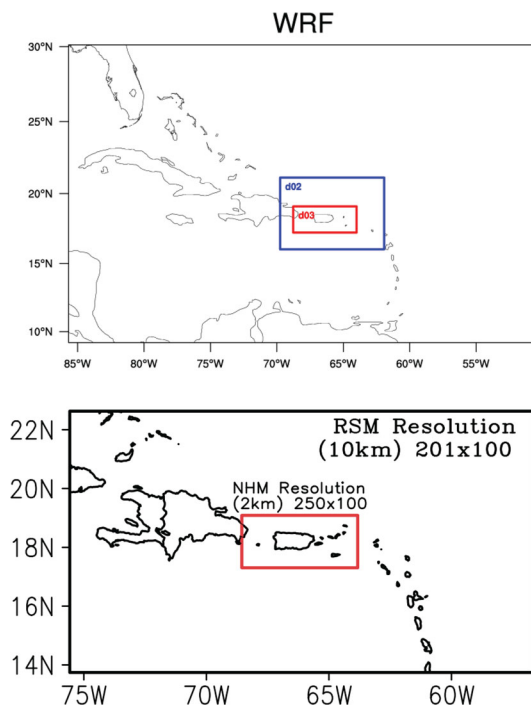 WRF
30°N
25°N
20°N
15°N
10°N
d02
d03
85°W 80°W 75°W 70°W 65°W 60°W 55°W
RSM Resolution
(10km) 201x100
NHM Resolution
(2km) 250x100
22N
20N
18N
16N
14N
75W 70W 65W 60W